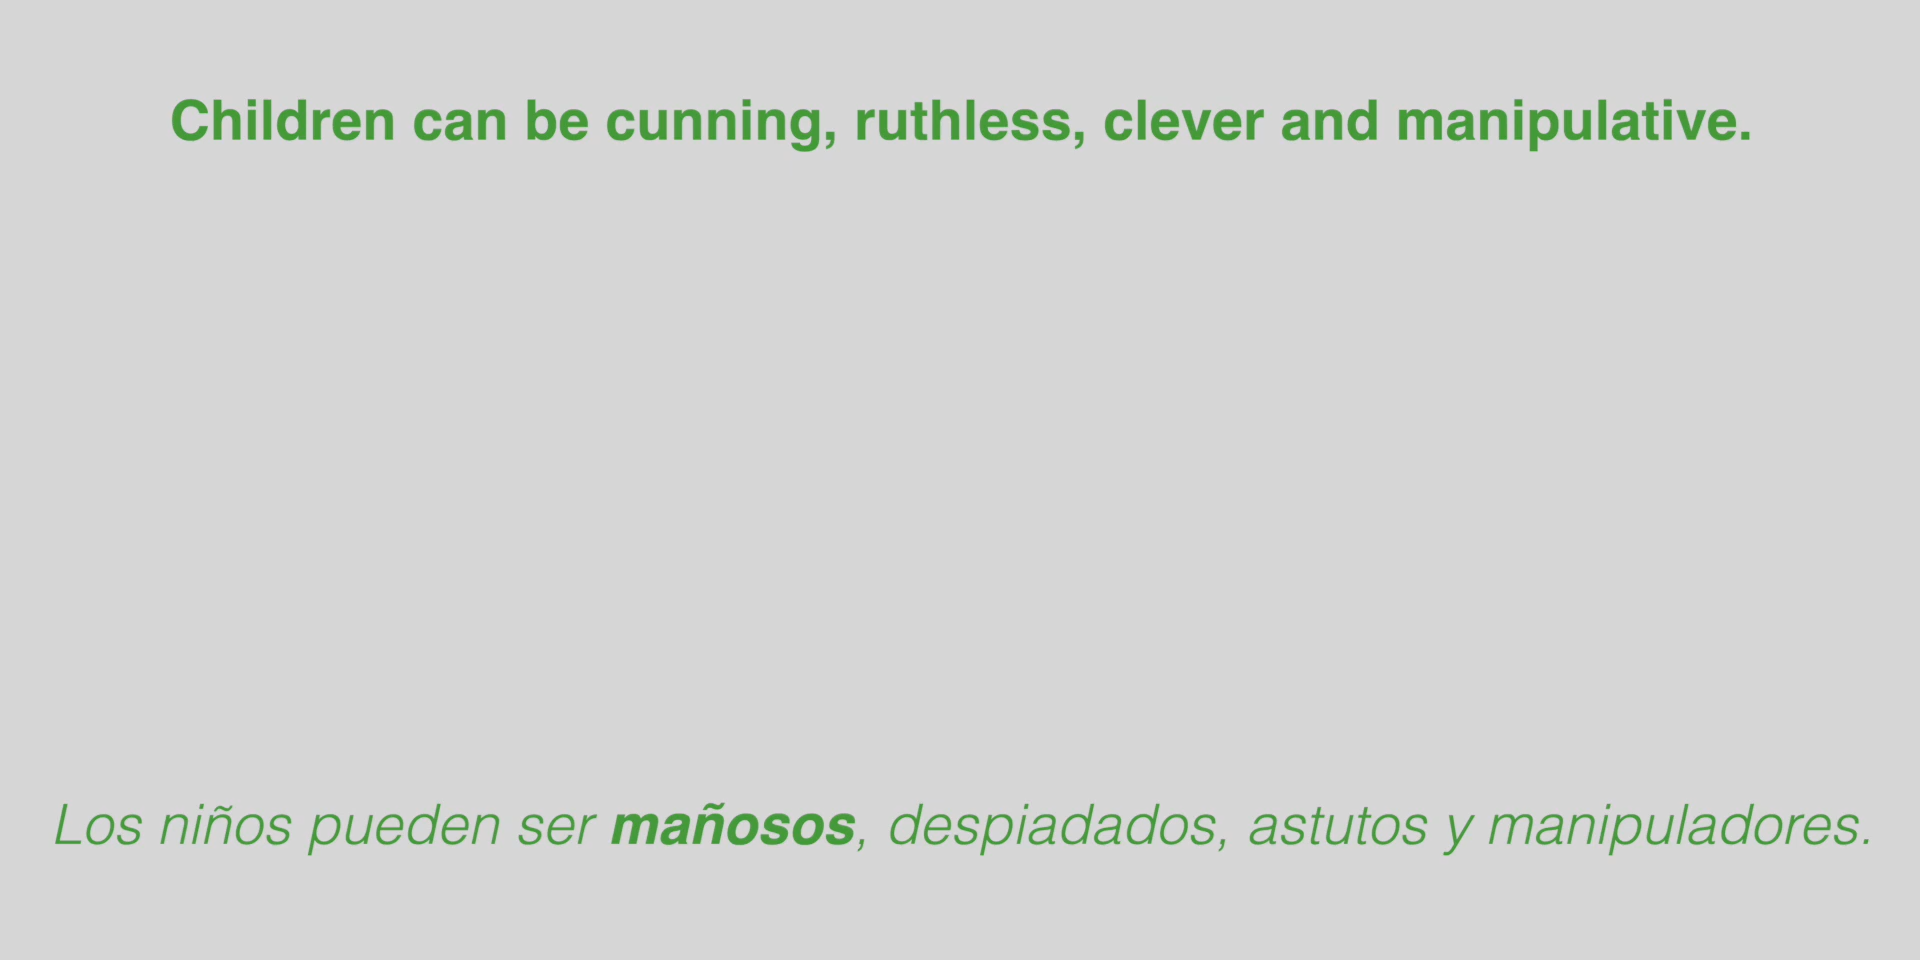 Children can be cunning, ruthless, clever and manipulative.
Los niños pueden ser mañosos, despiadados, astutos y manipuladores.